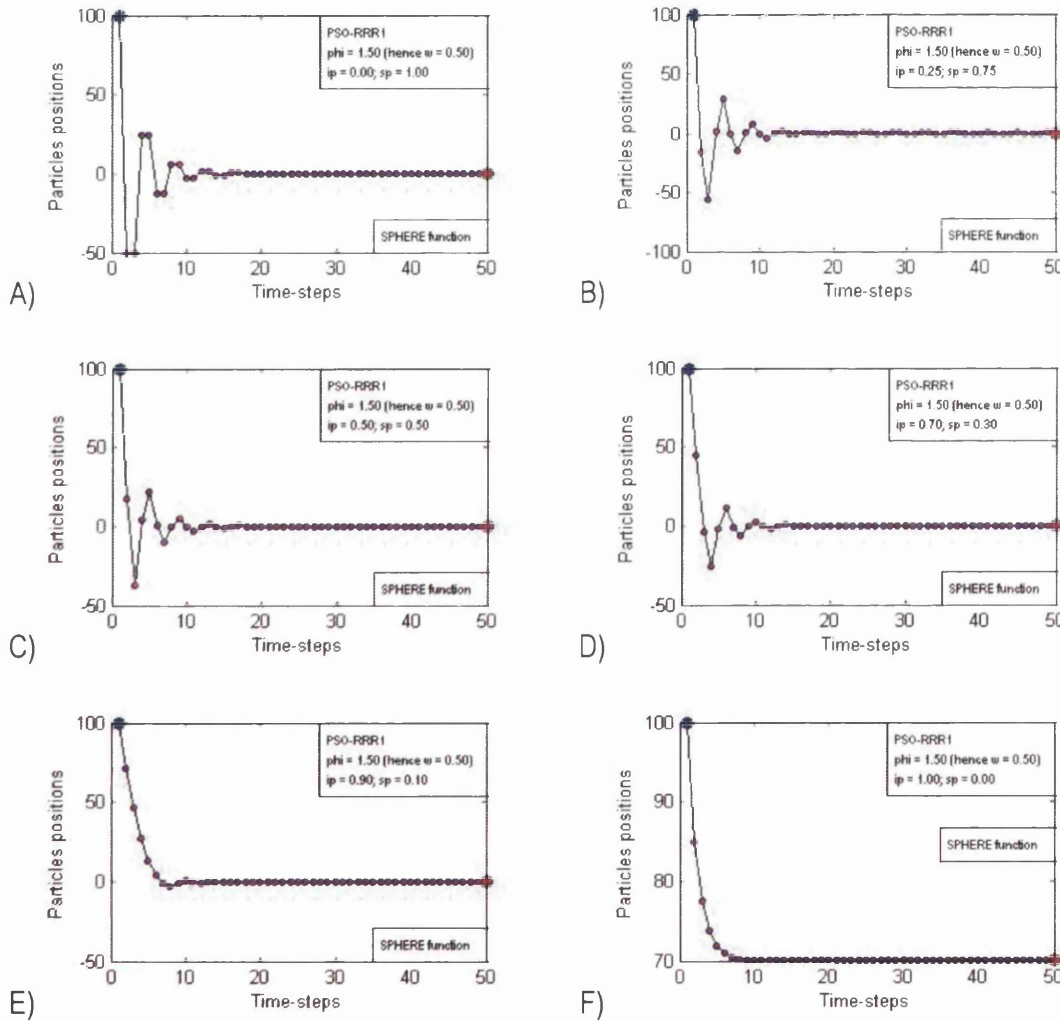 100
50
0
-50
Particles positions
PSO-RRR1
phi = 1.50 (hence w = 0.50)
ip = 0.00; sp = 1.00
SPHERE function
0 10 20 30 40 50
Time-steps
A)
100
50
0
-50
-100
Particles positions
PSO-RRR1
phi = 1.50 (hence w = 0.50)
ip = 0.25; sp = 0.75
SPHERE function
0 10 20 30 40 50
Time-steps
B)
100
50
0
-50
Particles positions
PSO-RRR1
phi = 1.50 (hence w = 0.50)
ip = 0.50; sp = 0.50
SPHERE function
0 10 20 30 40 50
Time-steps
C)
100
50
0
-50
Particles positions
PSO-RRR1
phi = 1.50 (hence w = 0.50)
ip = 0.70; sp = 0.30
SPHERE function
0 10 20 30 40 50
Time-steps
D)
100
50
0
-50
Particles positions
PSO-RRR1
phi = 1.50 (hence w = 0.50)
ip = 0.90; sp = 0.10
SPHERE function
0 10 20 30 40 50
Time-steps
E)
100
90
80
70
Particles positions
PSO-RRR1
phi = 1.50 (hence w = 0.50)
ip = 1.00; sp = 0.00
SPHERE function
0 10 20 30 40 50
Time-steps
F)